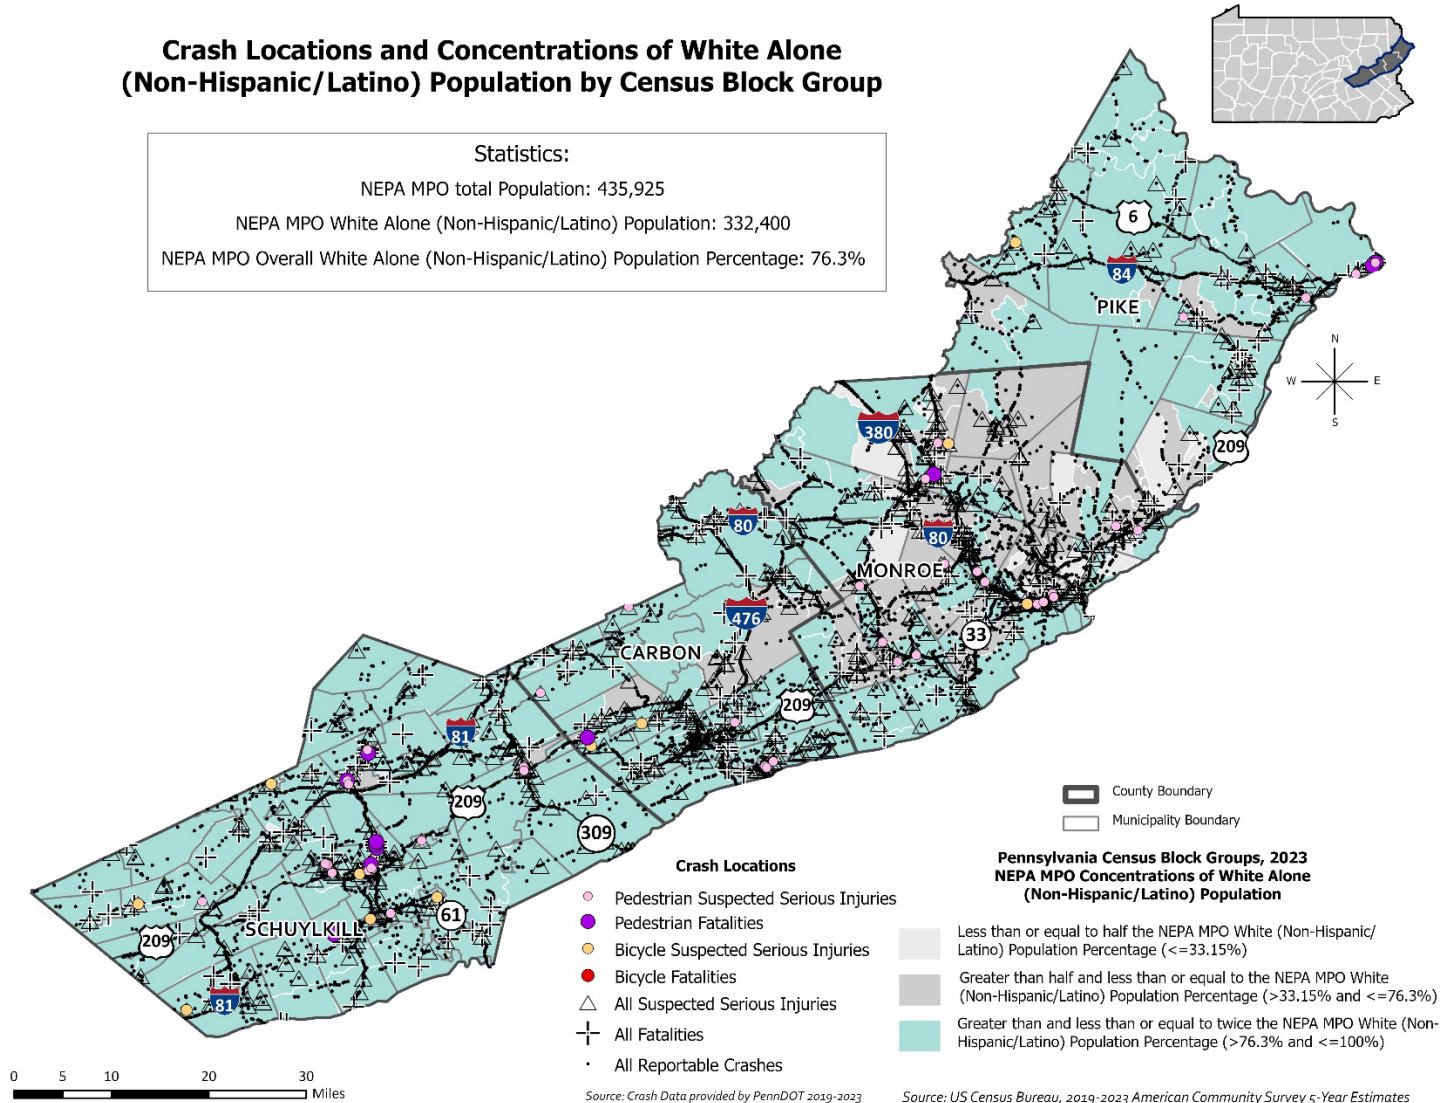 Crash Locations and Concentrations of White Alone
(Non-Hispanic/Latino) Population by Census Block Group
Statistics:
NEPA MPO total Population: 435,925
NEPA MPO White Alone (Non-Hispanic/Latino) Population: 332,400
NEPA MPO Overall White Alone (Non-Hispanic/Latino) Population Percentage: 76.3%
6
84
PIKE
N
W
E
S
380
209
80
80
MONROE
476
33
CARBON
209
81
209
309
61
SCHUYLKILL
209
81
County Boundary
Municipality Boundary
Crash Locations
Pedestrian Suspected Serious Injuries
Pedestrian Fatalities
Bicycle Suspected Serious Injuries
Bicycle Fatalities
All Suspected Serious Injuries
All Fatalities
All Reportable Crashes
Pennsylvania Census Block Groups, 2023
NEPA MPO Concentrations of White Alone
(Non-Hispanic/Latino) Population
Less than or equal to half the NEPA MPO White (Non-Hispanic/
Latino) Population Percentage (<=33.15%)
Greater than half and less than or equal to the NEPA MPO White
(Non-Hispanic/Latino) Population Percentage (>33.15% and <=76.3%)
Greater than and less than or equal to twice the NEPA MPO White (Non-
Hispanic/Latino) Population Percentage (>76.3% and <=100%)
0 5 10 20 30
Miles
Source: Crash Data provided by PennDOT 2019-2023
Source: US Census Bureau, 2019-2023 American Community Survey 5-Year Estimates